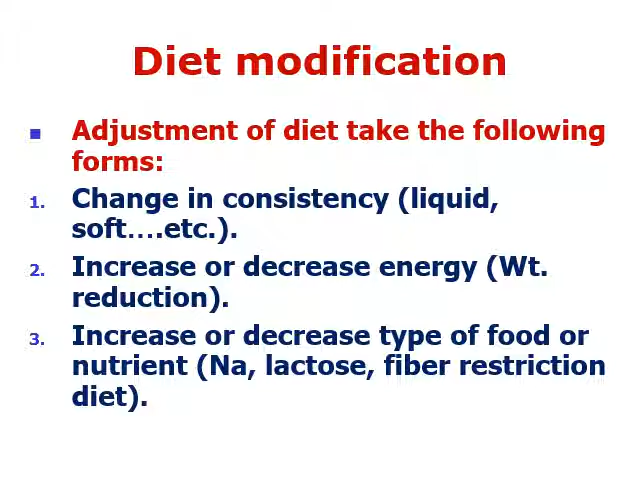 Diet modification
▪ Adjustment of diet take the following
forms:
1. Change in consistency (liquid,
soft….etc.).
2. Increase or decrease energy (Wt.
reduction).
3. Increase or decrease type of food or
nutrient (Na, lactose, fiber restriction
diet).